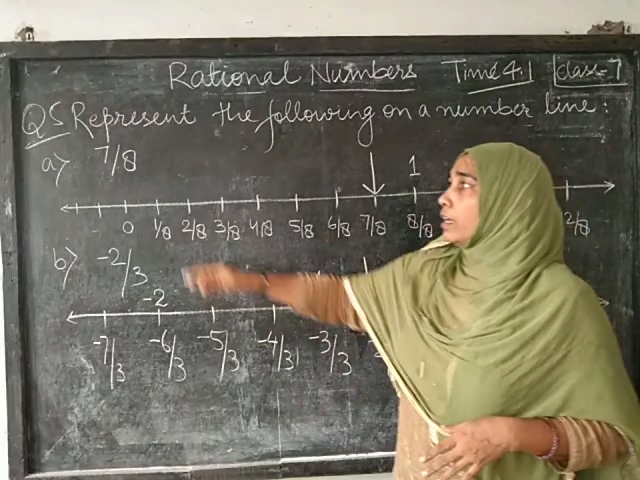 Rational Numbers Time 4.1 class-7
Q5 Represent the following on a number line:
a) 7/8
1
0 1/8 2/8 3/8 4/8 5/8 6/8 7/8 8/8 2/8
b) -2/3
-2
-7/3 -6/3 -5/3 -4/3 -3/3